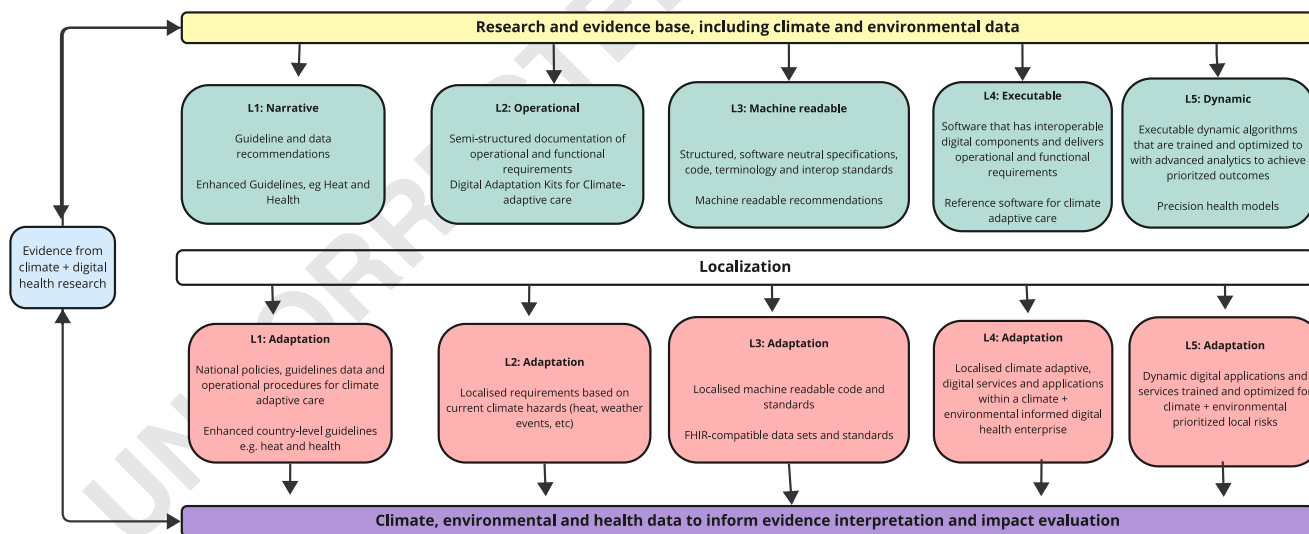 Research and evidence base, including climate and environmental data
L1: Narrative
Guideline and data
recommendations
Enhanced Guidelines, eg Heat and
Health
L2: Operational
Semi-structured documentation of
operational and functional
requirements
Digital Adaptation Kits for Climate-
adaptive care
L3: Machine readable
Structured, software neutral specifications,
code, terminology and interop standards
Machine readable recommendations
L4: Executable
Software that has interoperable
digital components and delivers
operational and functional
requirements
Reference software for climate
adaptive care
L5: Dynamic
Executable dynamic algorithms
that are trained and optimized to
with advanced analytics to achieve
prioritzed outcomes
Precision health models
Evidence from
climate + digital
health research
Localization
L1: Adaptation
National policies, guidelines data and
operational procedures for climate
adaptive care
Enhanced country-level guidelines
e.g. heat and health
L2: Adaptation
Localised requirements based on
current climate hazards (heat, weather
events, etc)
L3: Adaptation
Localised machine readable code and
standards
FHIR-compatible data sets and standards
L4: Adaptation
Localised climate adaptive,
digital services and applications
within a climate +
environmental informed digital
health enterprise
L5: Adaptation
Dynamic digital applications and
services trained and optimized for
climate + environmental
prioritized local risks
Climate, environmental and health data to inform evidence interpretation and impact evaluation